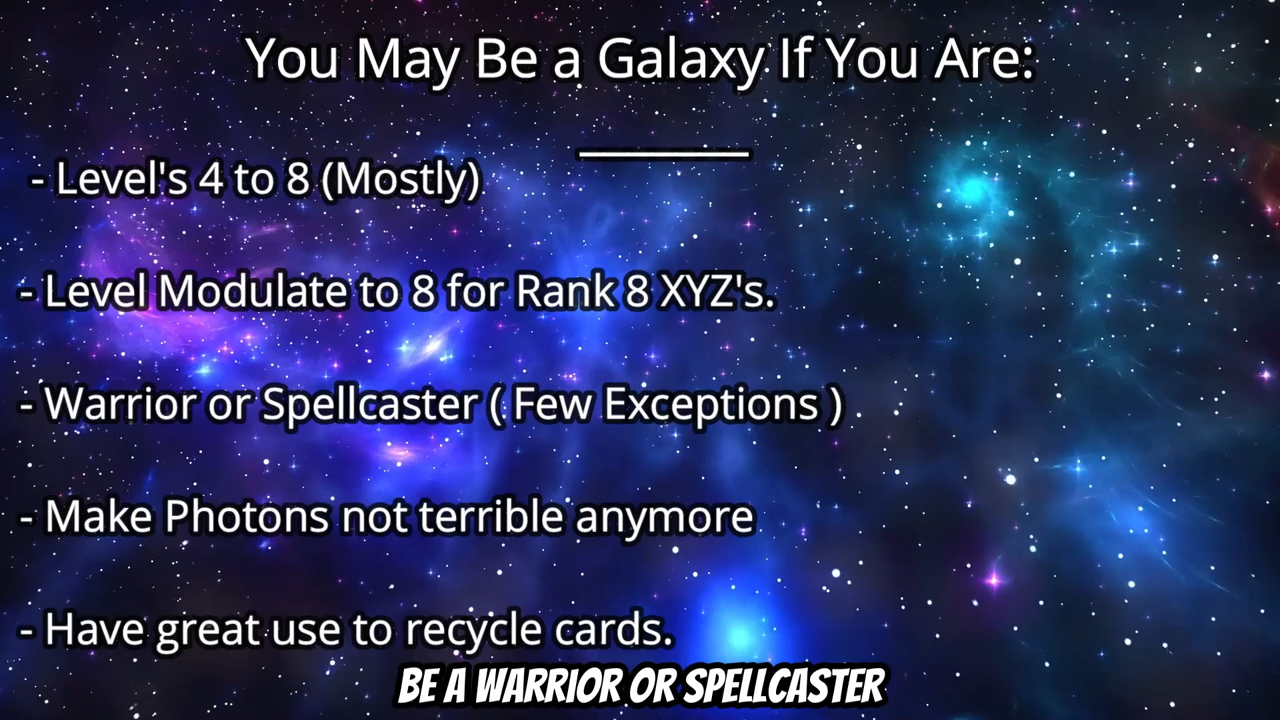 You May Be a Galaxy If You Are:
- Level's 4 to 8 (Mostly)
- Level Modulate to 8 for Rank 8 XYZ's.
- Warrior or Spellcaster ( Few Exceptions )
- Make Photons not terrible anymore
- Have great use to recycle cards.
BE A WARRIOR OR SPELLCASTER